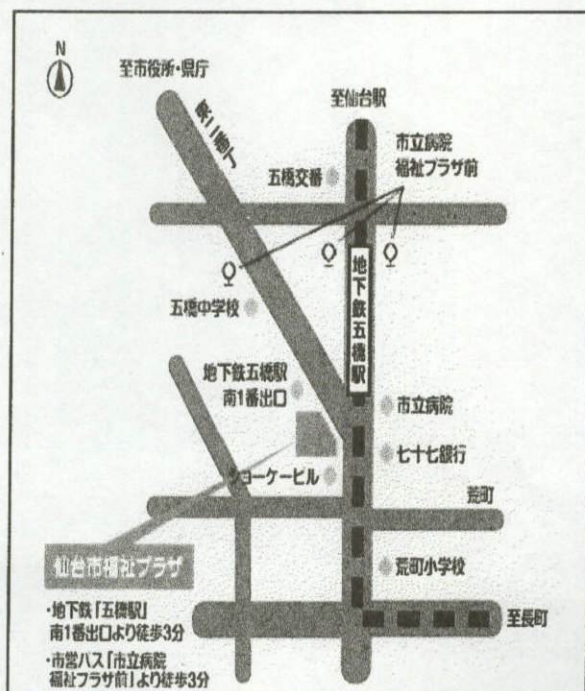 N
至市役所・県庁
東二番丁
至仙台駅
市立病院
福祉プラザ前
五橋交番
地下鉄五橋駅
五橋中学校
地下鉄五橋駅
南1番出口
市立病院
七十七銀行
ショーケービル
荒町
仙台市福祉プラザ
荒町小学校
・地下鉄「五橋駅」
南1番出口より徒歩3分
至長町
・市営バス「市立病院
福祉プラザ前」より徒歩3分